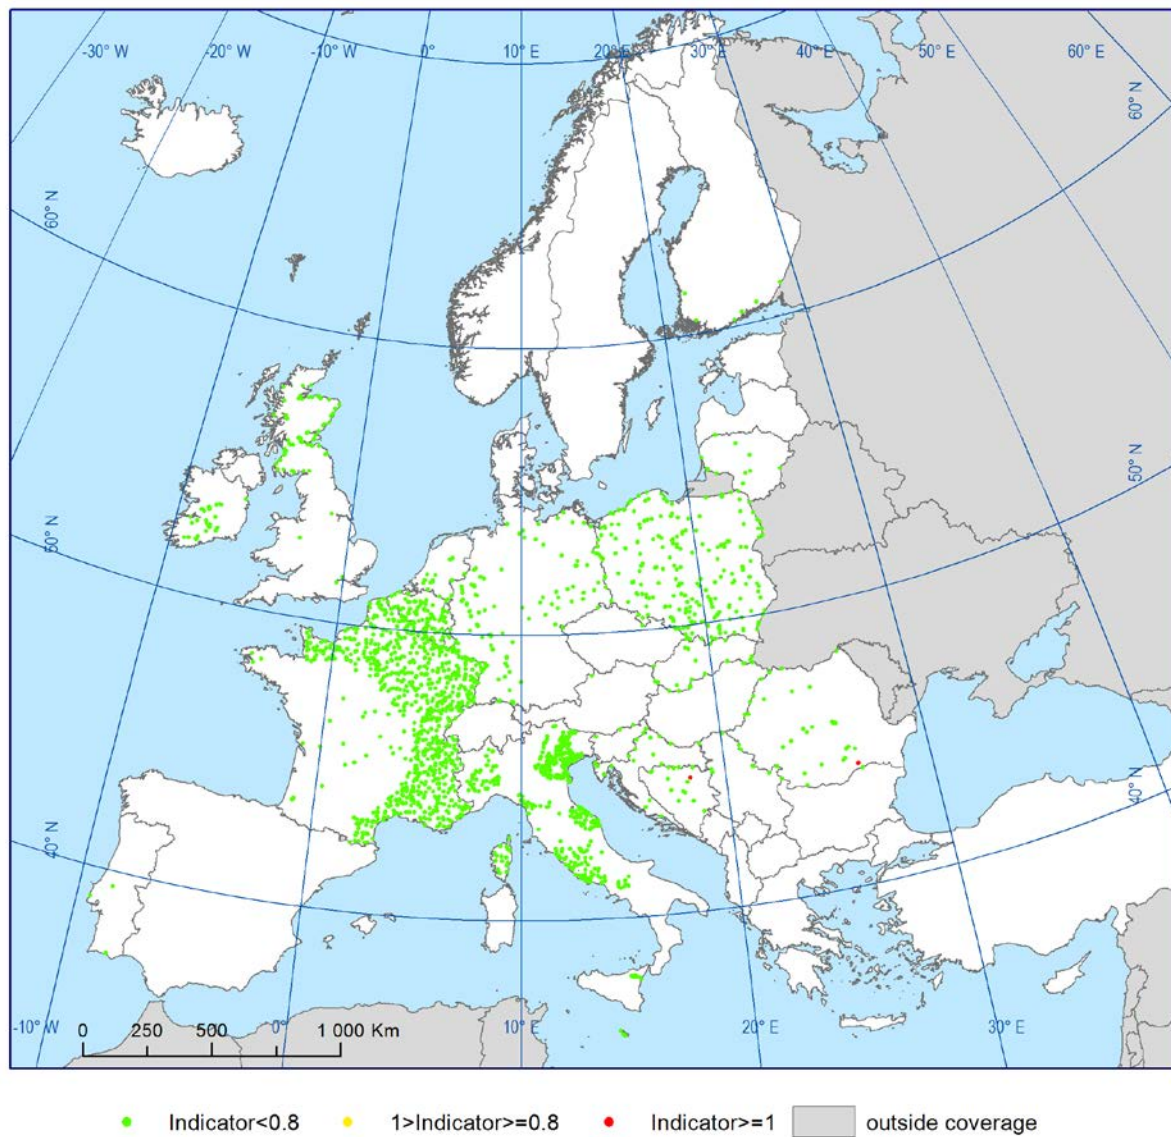 -30° W -20° W -10° W 0° 10° E 20° E 30° E 40° E 50° E 60° E
60° N
60° N
50° N
50° N
40° N
40° N
-10° W 0° 10° E 20° E 30° E
0 250 500 1 000 Km
Indicator<0.8 1>Indicator>=0.8 Indicator>=1 outside coverage